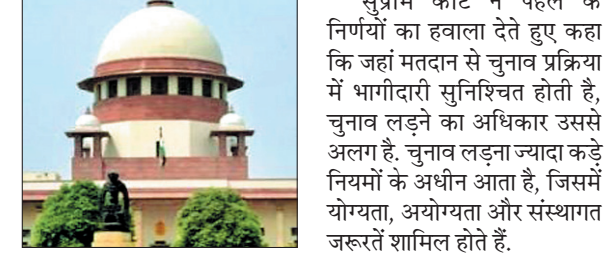 सुप्रीम कोर्ट ने पहले के
निर्णयों का हवाला देते हुए कहा
कि जहां मतदान से चुनाव प्रक्रिया
में भागीदारी सुनिश्चित होती है,
चुनाव लड़ने का अधिकार उससे
अलग है. चुनाव लड़ना ज्यादा कड़े
नियमों के अधीन आता है, जिसमें
योग्यता, अयोग्यता और संस्थागत
जरूरतें शामिल होते हैं.